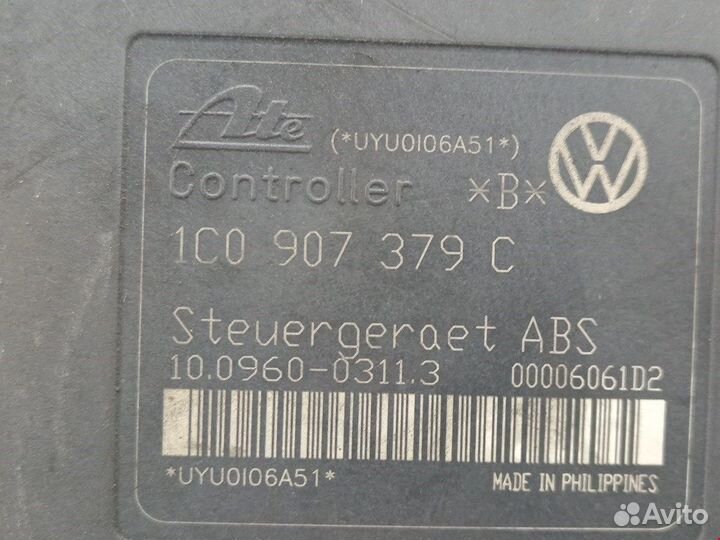 Ate (*UYU0I06A51*)
Controller *B*
1C0 907 379 C
Steuergeraet ABS
10.0960-0311.3 00006061D2
*UYU0I06A51* MADE IN PHILIPPINES
Avito